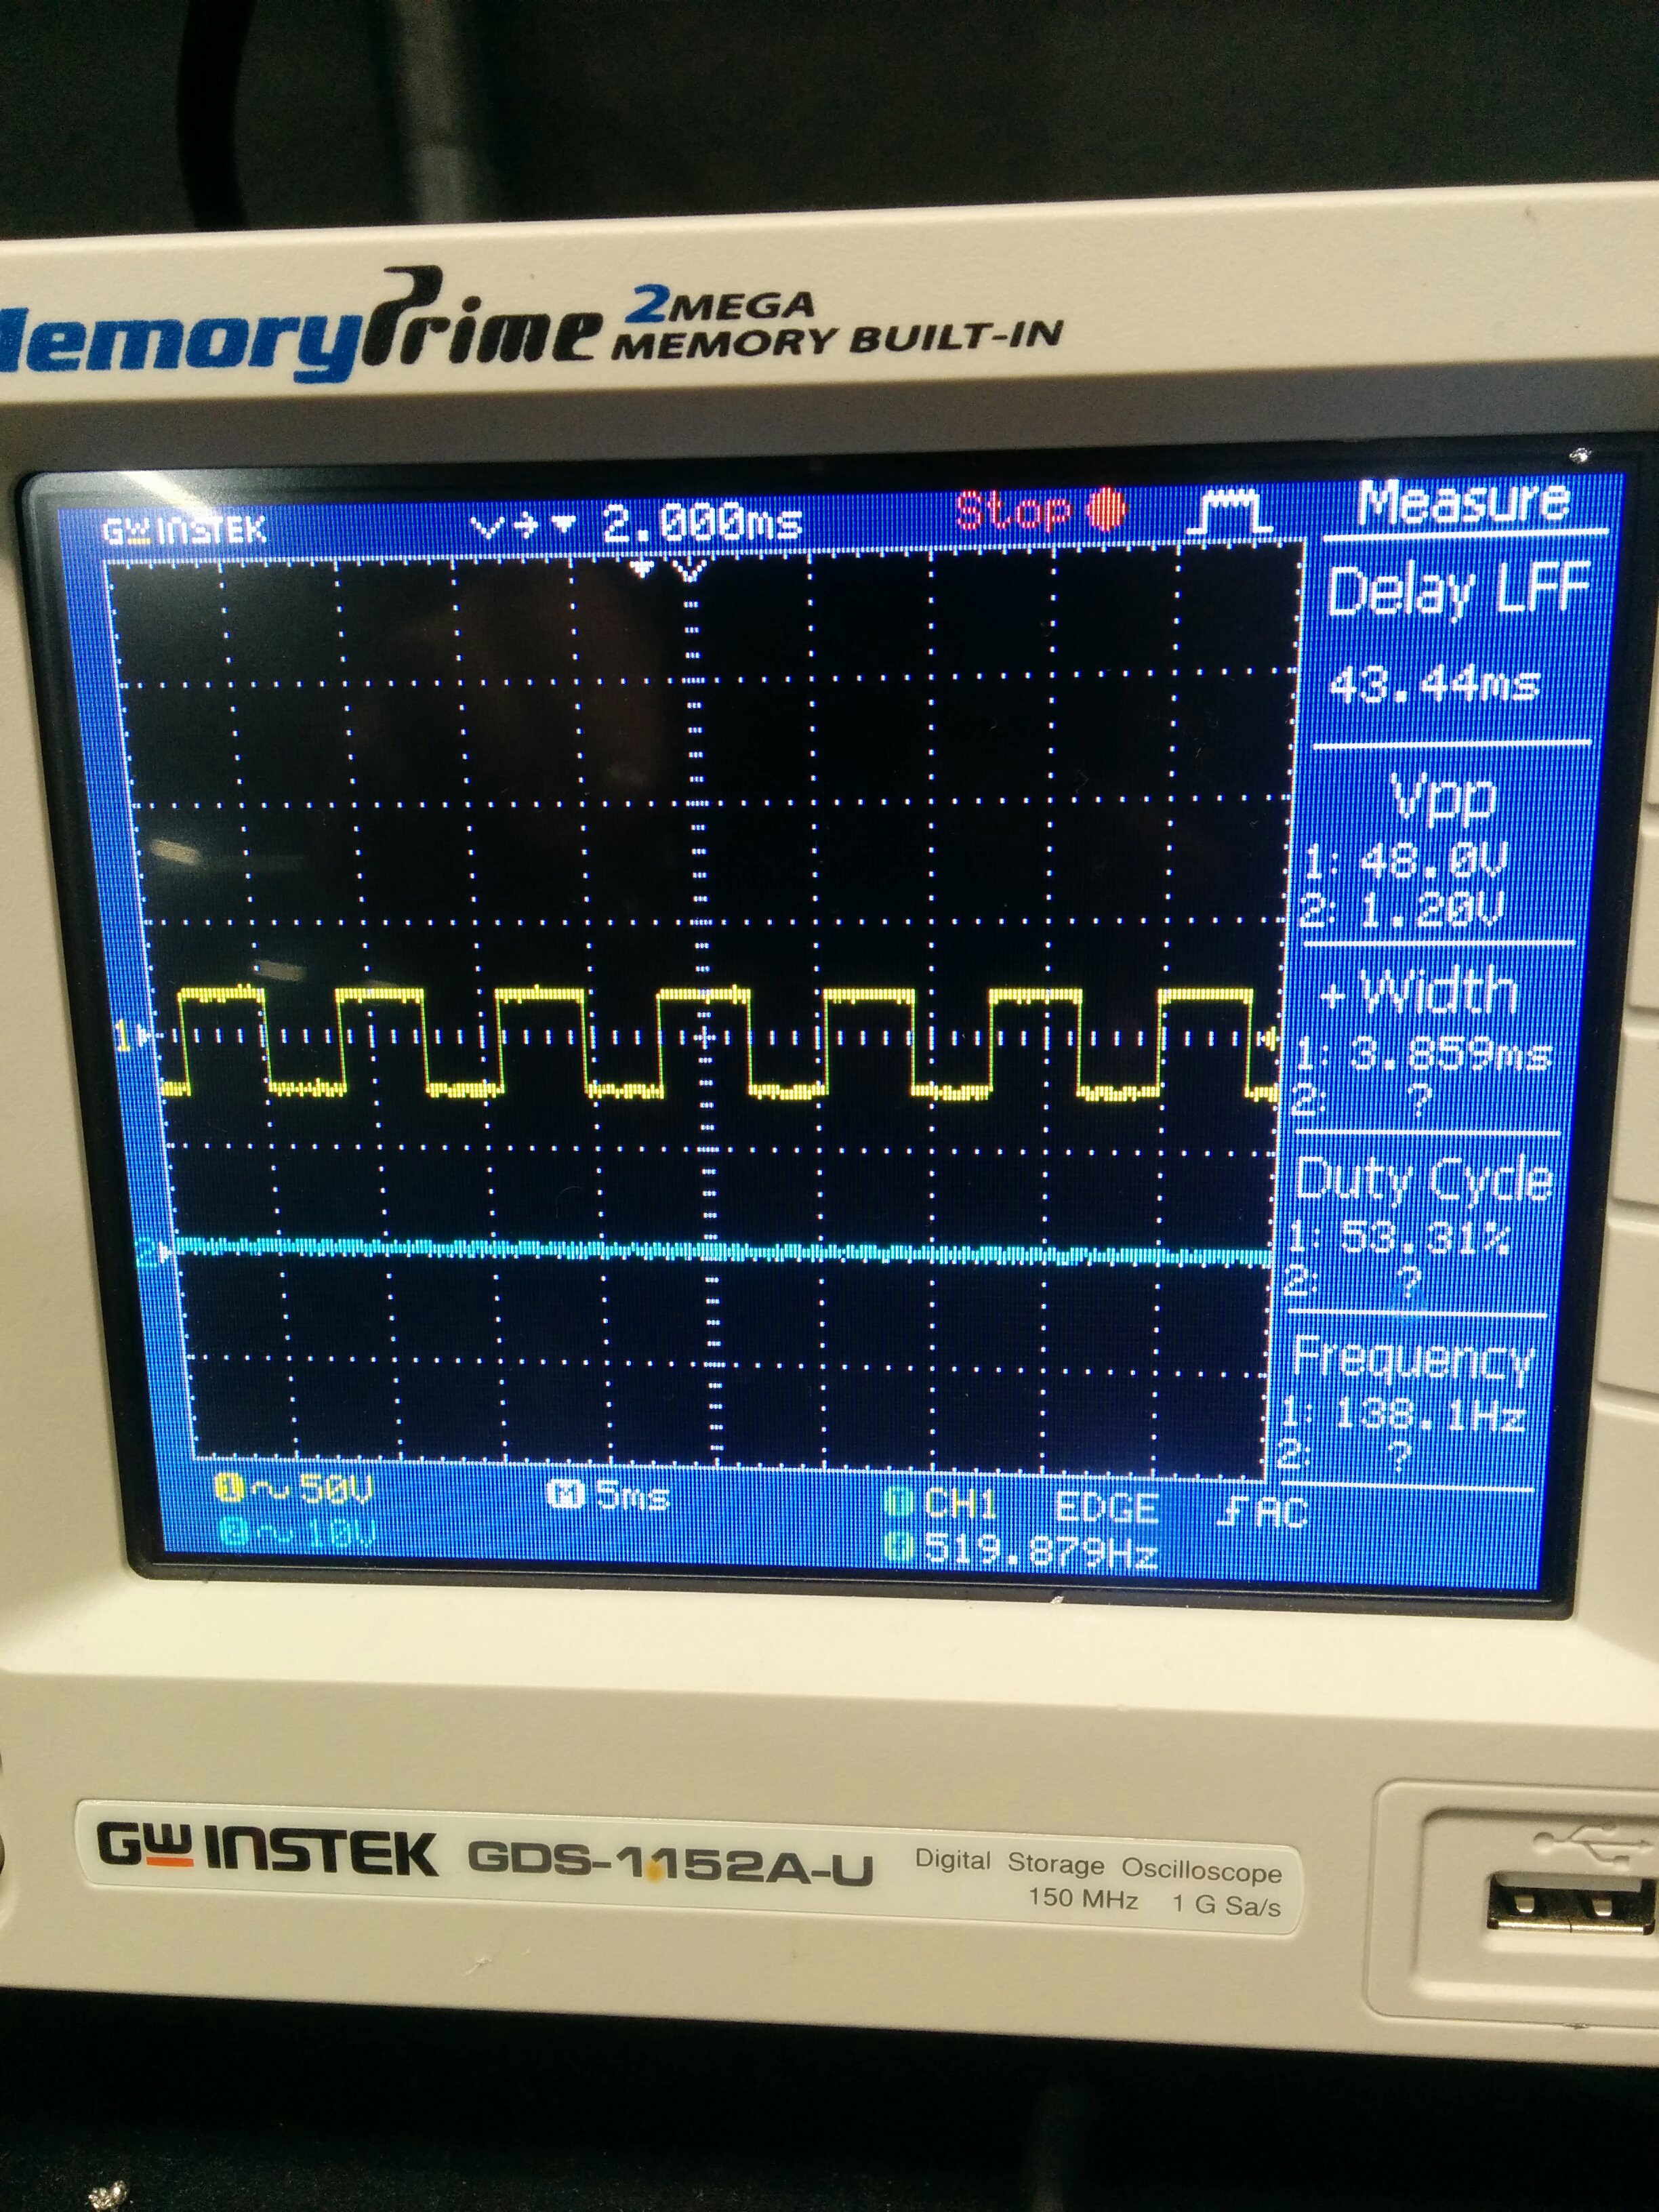 MemoryPrime 2MEGA
MEMORY BUILT-IN
GW INSTEK
2.000ms
Stop
Measure
Delay LFF
43.44ms
Vpp
1: 48.0V
2: 1.20V
+ Width
1: 3.859ms
2: ?
Duty Cycle
1: 53.31%
2: ?
Frequency
1: 138.1Hz
2: ?
1
2
1 ~ 50V
M 5ms
T CH1 EDGE AC
2 ~ 10V
519.879Hz
GW INSTEK GDS-1152A-U
Digital Storage Oscilloscope
150 MHz 1 G Sa/s